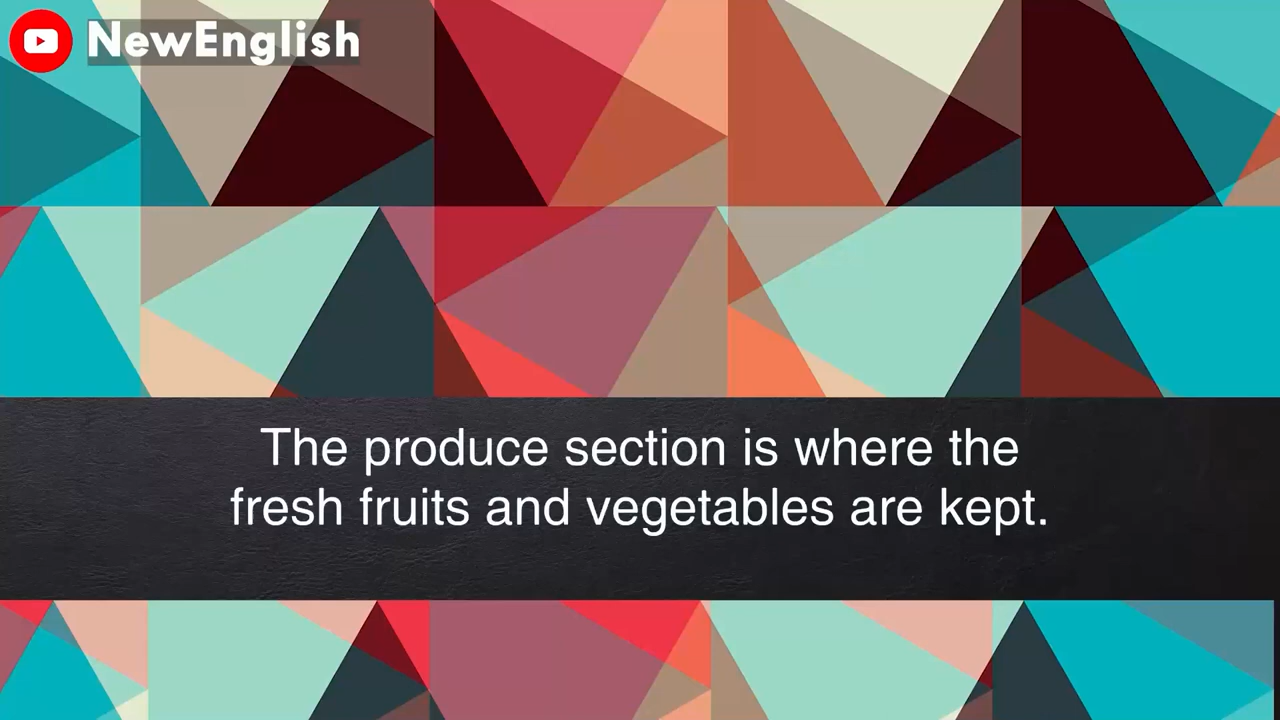 NewEnglish
The produce section is where the
fresh fruits and vegetables are kept.